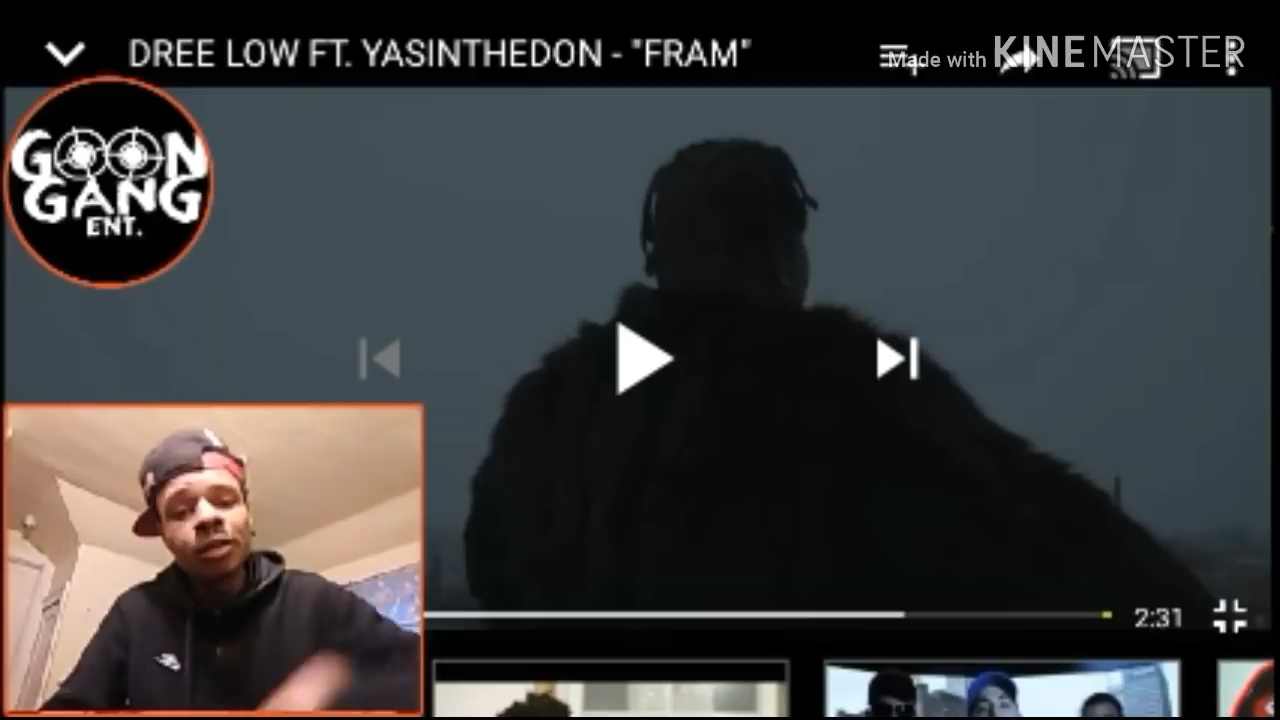 DREE LOW FT. YASINTHEDON - "FRAM"
Made with KINEMASTER
GOON
GANG
ENT.
2:31